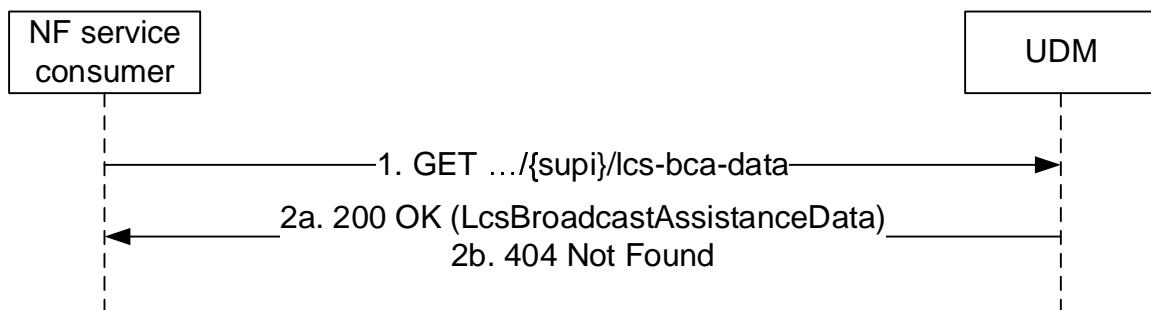 NF service
consumer
UDM
1. GET …/{supi}/lcs-bca-data
2a. 200 OK (LcsBroadcastAssistanceData)
2b. 404 Not Found